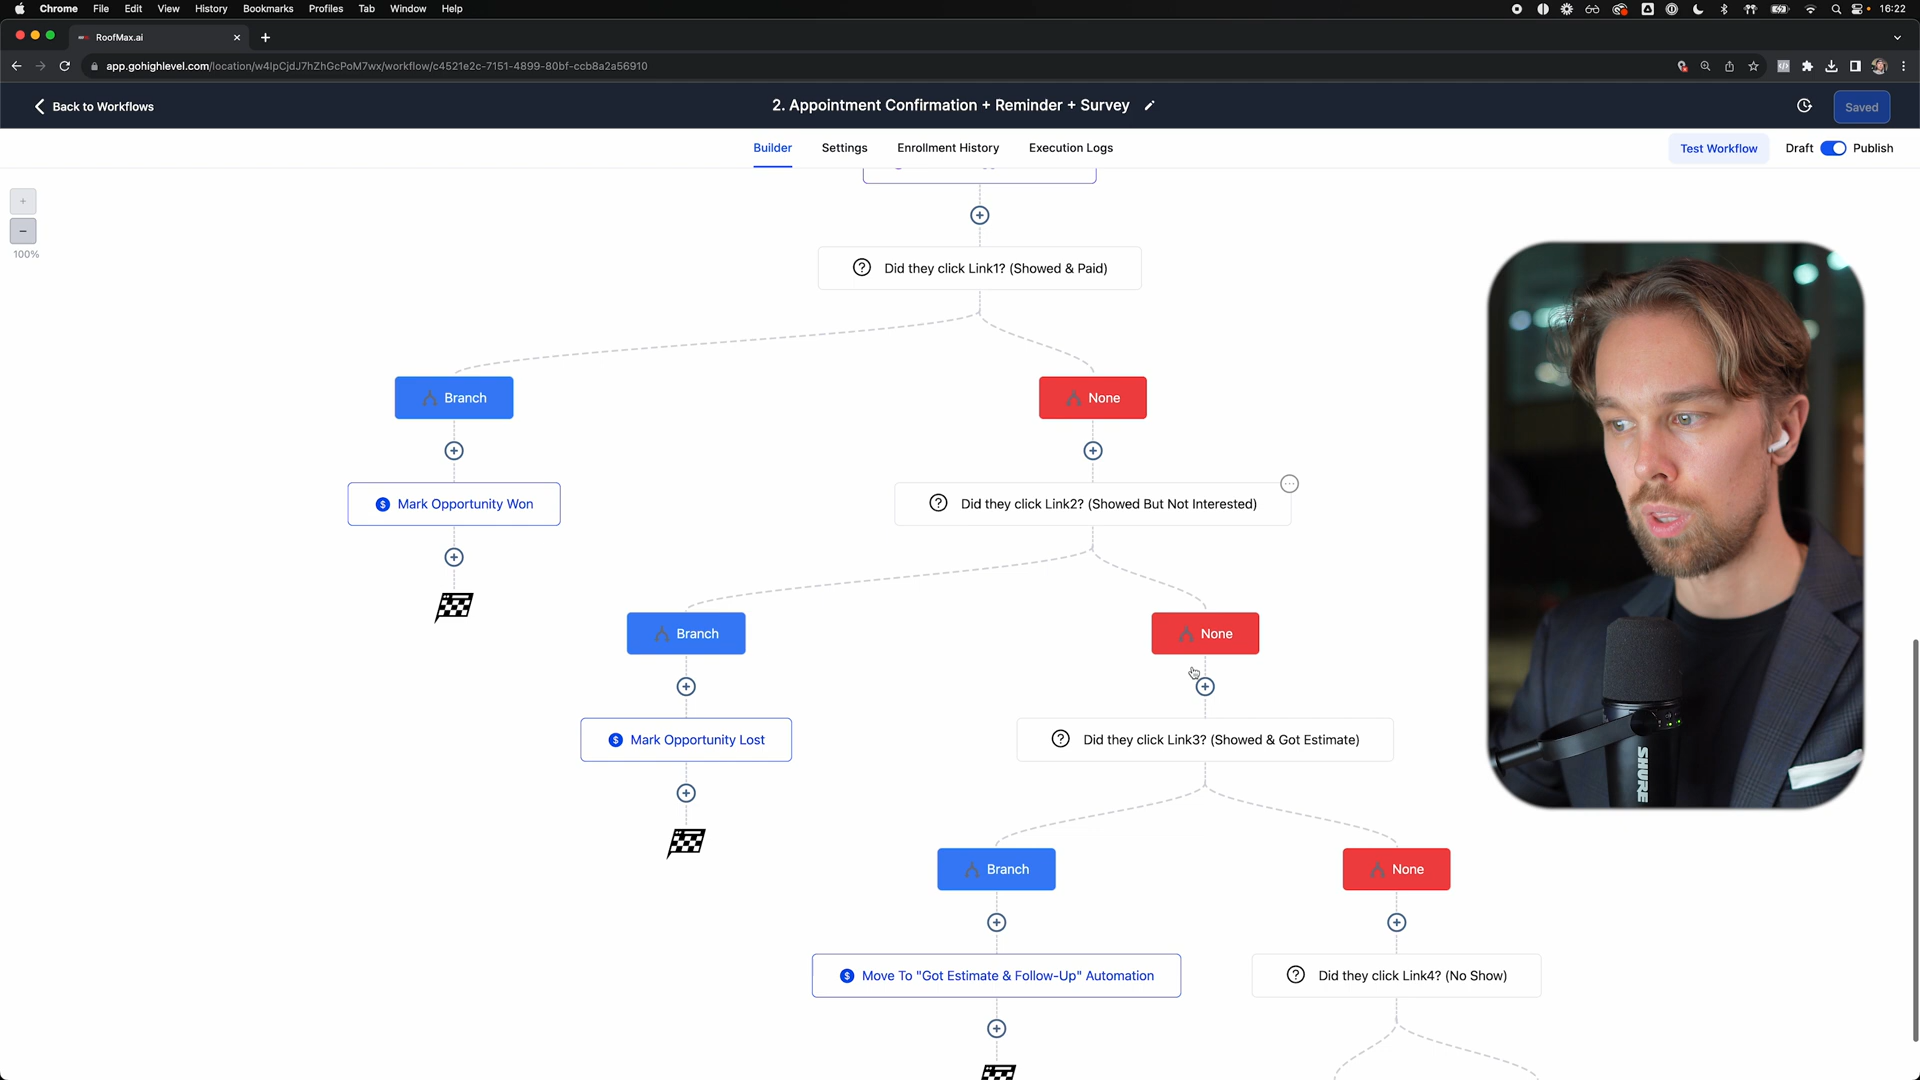 Chrome File Edit View History Bookmarks Profiles Tab Window Help 16:22
RoofMax.ai
app.gohighlevel.com/location/w4lpCjdJ7hZhGcPoM7wx/workflow/c4521e2c-7151-4899-80bf-ccb8a2a56910
Back to Workflows
2. Appointment Confirmation + Reminder + Survey
Saved
Builder Settings Enrollment History Execution Logs
Test Workflow Draft Publish
100%
Did they click Link1? (Showed & Paid)
Branch
None
Mark Opportunity Won
Did they click Link2? (Showed But Not Interested)
Branch
None
Mark Opportunity Lost
Did they click Link3? (Showed & Got Estimate)
Branch
None
Move To "Got Estimate & Follow-Up" Automation
Did they click Link4? (No Show)
SHURE